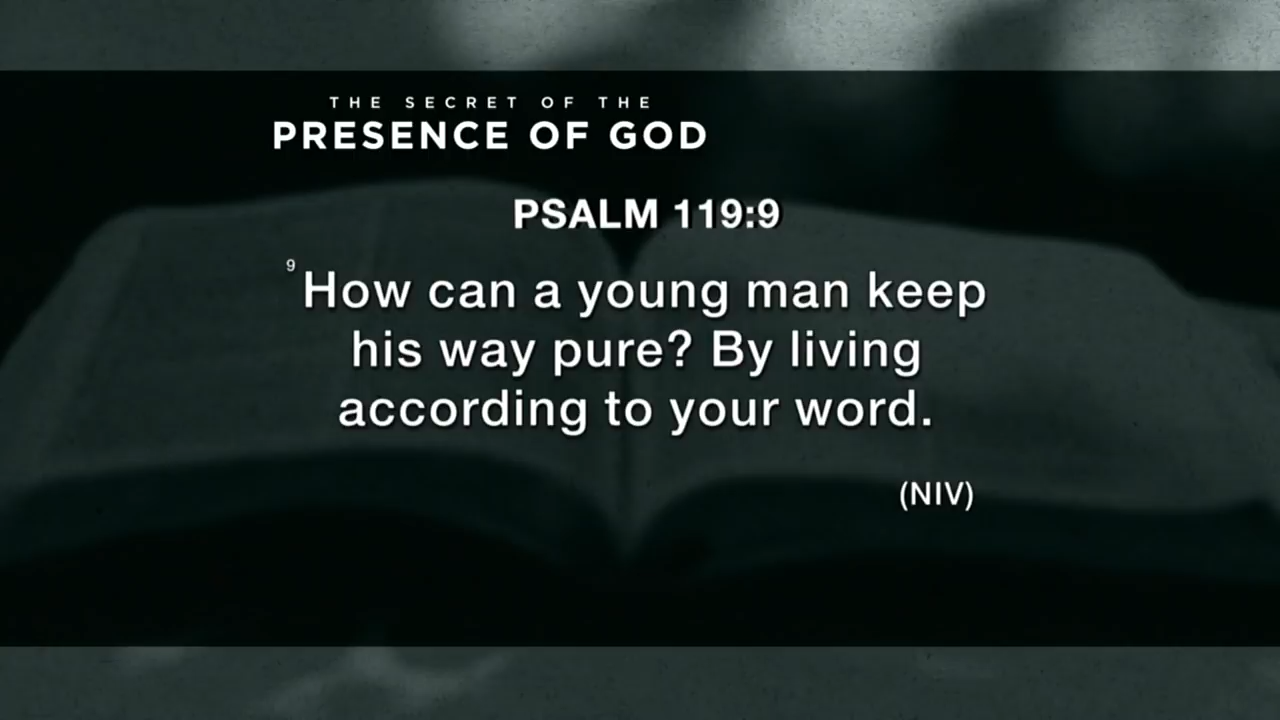 THE SECRET OF THE
PRESENCE OF GOD
PSALM 119:9
9 How can a young man keep
his way pure? By living
according to your word.
(NIV)